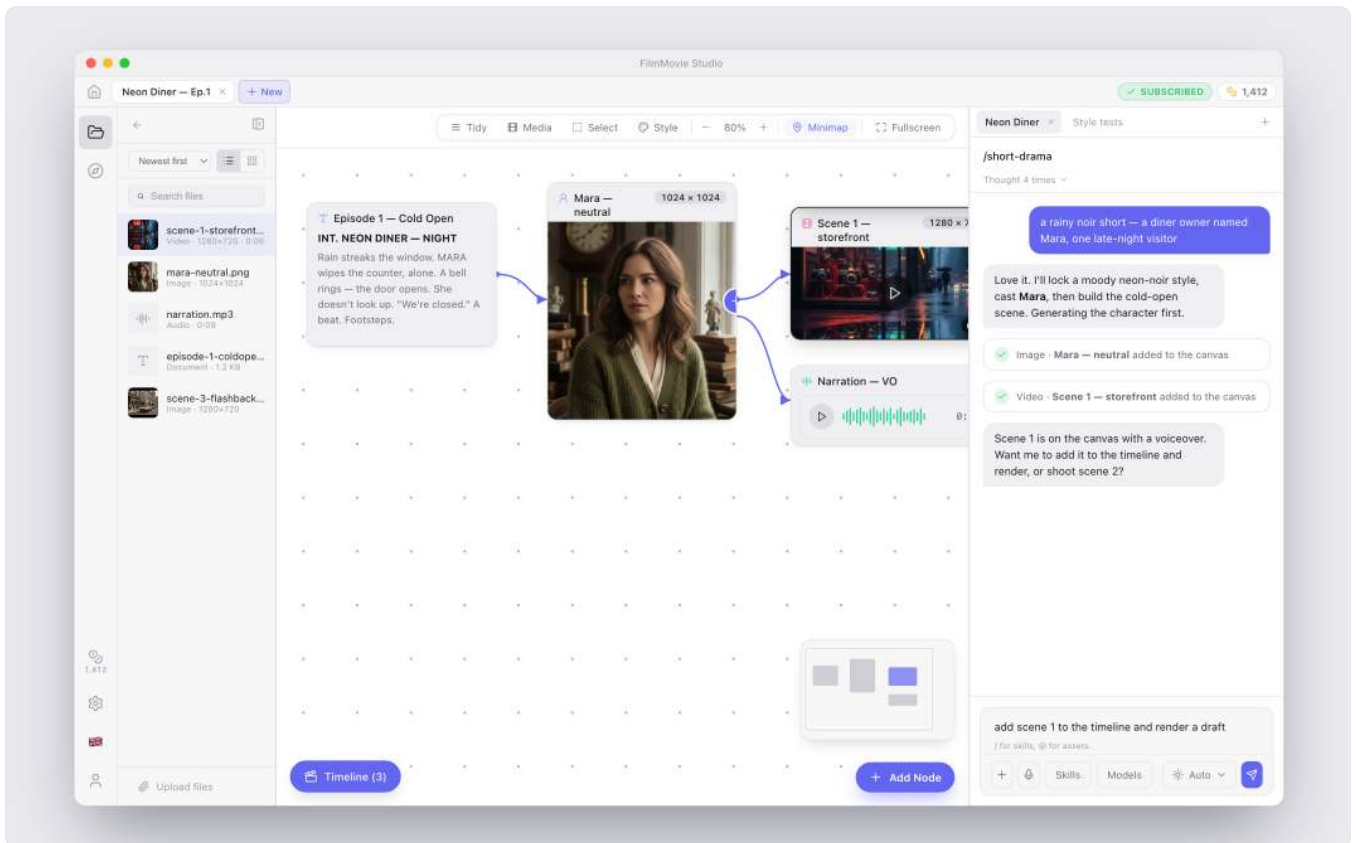 FilmMovie Studio
Neon Diner — Ep.1 ×
+ New
✓ SUBSCRIBED
1,412
Newest first
Search files
scene-1-storefront...
Video · 1280×720 · 0:06
mara-neutral.png
Image · 1024×1024
narration.mp3
Audio · 0:09
episode-1-coldope...
Document · 1.2 KB
scene-3-flashback...
Image · 1280×720
1,412
Upload files
Tidy
Media
Select
Style
− 80% +
Minimap
Fullscreen
Episode 1 — Cold Open
INT. NEON DINER — NIGHT
Rain streaks the window. MARA
wipes the counter, alone. A bell
rings — the door opens. She
doesn't look up. "We're closed." A
beat. Footsteps.
Mara —
neutral
1024 × 1024
Scene 1 —
storefront
1280 × 7
Narration — VO
0:
Timeline (3)
+ Add Node
Neon Diner ×
Style tests
+
/short-drama
Thought 4 times
a rainy noir short — a diner owner named
Mara, one late-night visitor
Love it. I'll lock a moody neon-noir style,
cast Mara, then build the cold-open
scene. Generating the character first.
Image · Mara — neutral added to the canvas
Video · Scene 1 — storefront added to the canvas
Scene 1 is on the canvas with a voiceover.
Want me to add it to the timeline and
render, or shoot scene 2?
add scene 1 to the timeline and render a draft
/ for skills, @ for assets.
+
Skills
Models
Auto